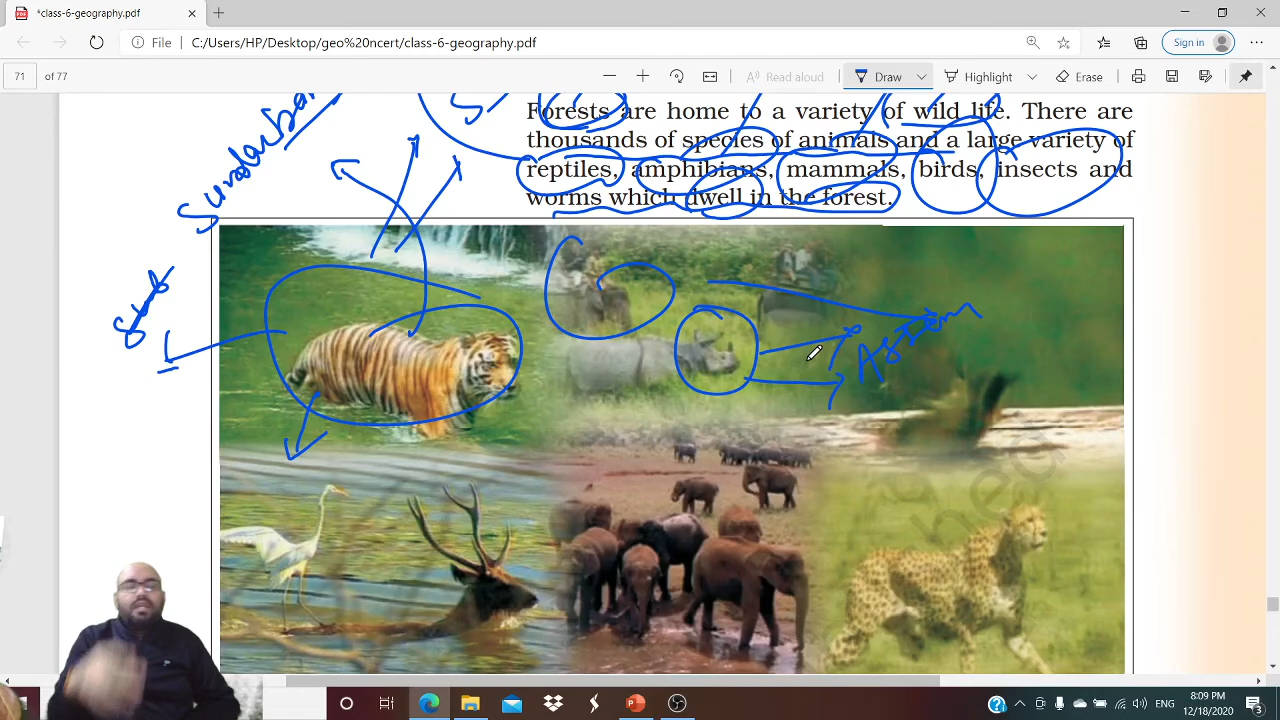 *class-6-geography.pdf
File C:/Users/HP/Desktop/geo%20ncert/class-6-geography.pdf Sign in
71 of 77 Read aloud Draw Highlight Erase
Forests are home to a variety of wild life. There are
thousands of species of animals and a large variety of
reptiles, amphibians, mammals, birds, insects and
worms which dwell in the forest.
Assam
8:09 PM
ENG
12/18/2020
3